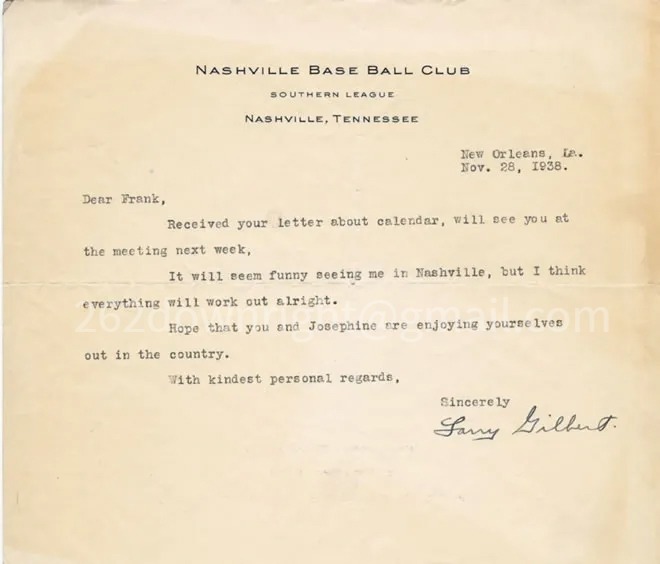 NASHVILLE BASE BALL CLUB
SOUTHERN LEAGUE
NASHVILLE, TENNESSEE
New Orleans, La.
Nov. 28, 1938.
Dear Frank,
Received your letter about calendar, will see you at
the meeting next week,
It will seem funny seeing me in Nashville, but I think
everything will work out alright.
262downright@gmail.com
Hope that you and Josephine are enjoying yourselves
out in the country.
With kindest personal regards,
Sincerely
Larry Gilbert.